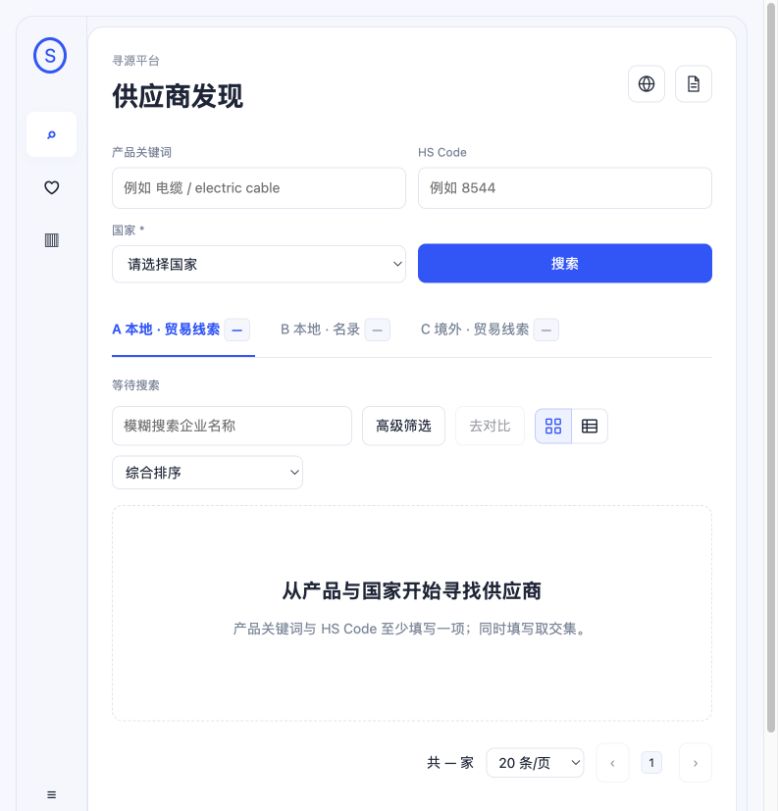 S
寻源平台
供应商发现
产品关键词
HS Code
例如 电缆 / electric cable
例如 8544
国家 *
请选择国家
搜索
A 本地 · 贸易线索 —
B 本地 · 名录 —
C 境外 · 贸易线索 —
等待搜索
模糊搜索企业名称
高级筛选
去对比
综合排序
从产品与国家开始寻找供应商
产品关键词与 HS Code 至少填写一项；同时填写取交集。
共 — 家
20 条/页
‹
1
›